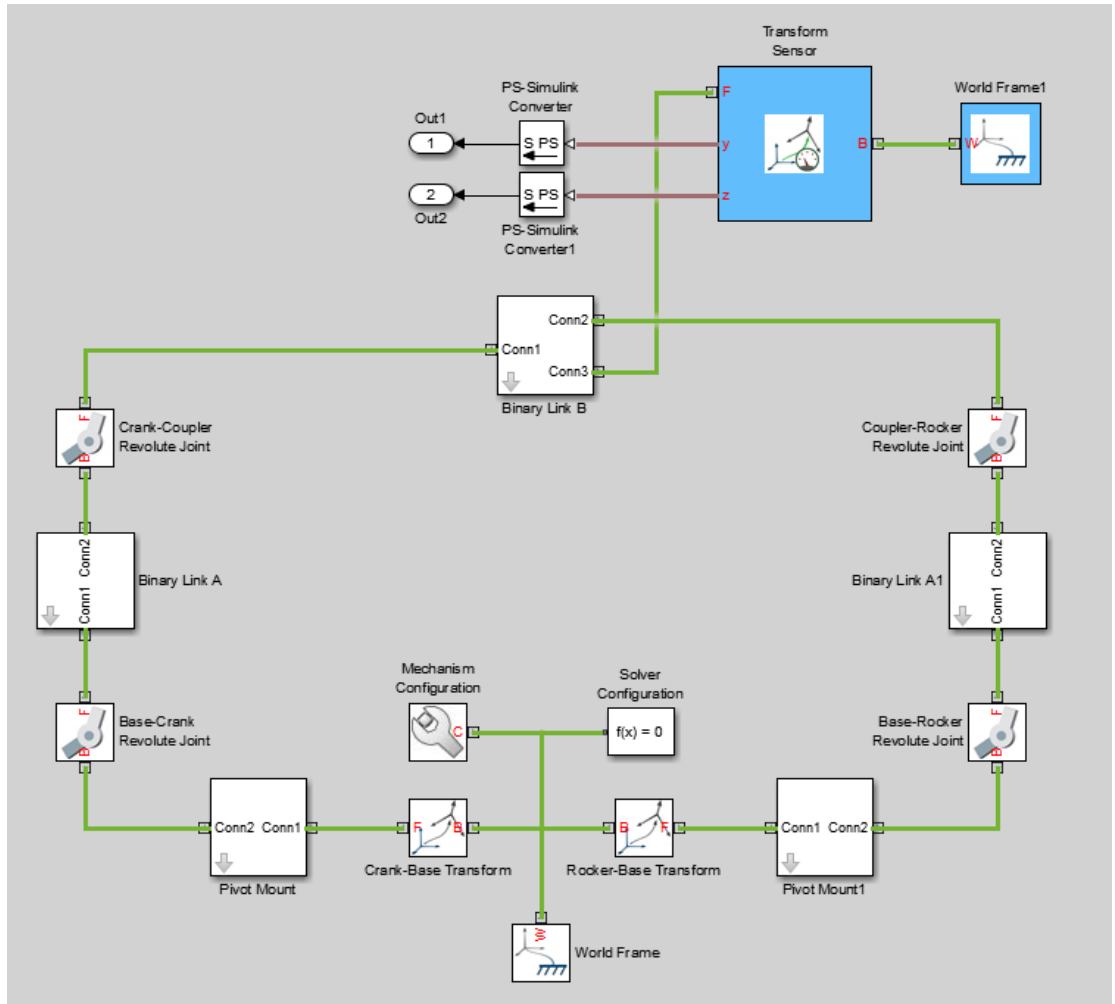 Transform
Sensor
PS-Simulink
Converter
World Frame1
F
Out1
1
S PS
y
B
W
2
S PS
z
Out2
PS-Simulink
Converter1
Conn2
Conn1
Conn3
Binary Link B
F
Crank-Coupler
Revolute Joint
B
Coupler-Rocker
Revolute Joint
F
B
Conn2
Conn1
Binary Link A
Binary Link A1
Conn2
Conn1
Mechanism
Configuration
Solver
Configuration
F
Base-Crank
Revolute Joint
B
C
f(x) = 0
Base-Rocker
Revolute Joint
F
B
Conn2 Conn1
F B
B F
Conn1 Conn2
Pivot Mount
Crank-Base Transform
Rocker-Base Transform
Pivot Mount1
W
World Frame